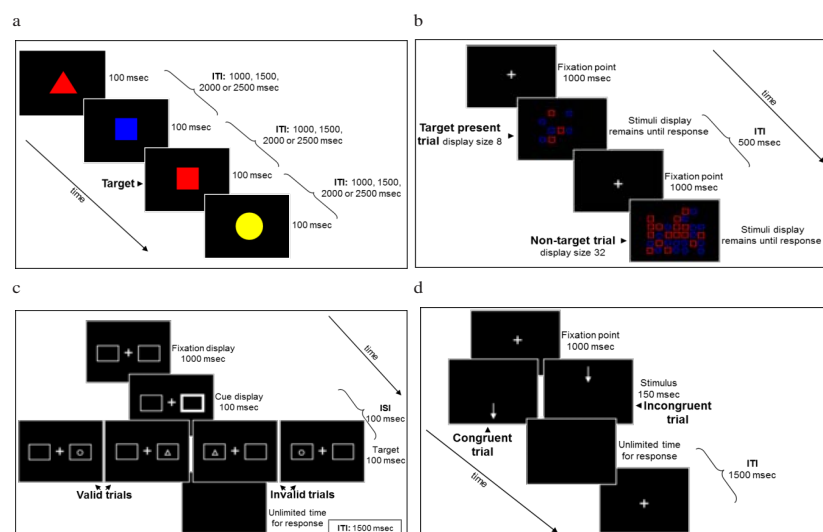 a
100 msec
ITI: 1000, 1500,
2000 or 2500 msec
100 msec
ITI: 1000, 1500,
2000 or 2500 msec
Target
100 msec
ITI: 1000, 1500,
2000 or 2500 msec
100 msec
time
b
Fixation point
1000 msec
time
Target present
trial display size 8
Stimuli display
remains until response
ITI
500 msec
Fixation point
1000 msec
Non-target trial
display size 32
Stimuli display
remains until response
c
Fixation display
1000 msec
time
Cue display
100 msec
ISI
100 msec
Target
100 msec
Valid trials
Invalid trials
Unlimited time
for response
ITI: 1500 msec
d
Fixation point
1000 msec
Stimulus
150 msec
Incongruent
trial
Congruent
trial
Unlimited time
for response
ITI
1500 msec
time